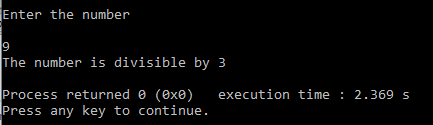 Enter the number
9
The number is divisible by 3
Process returned 0 (0x0)   execution time : 2.369 s
Press any key to continue.